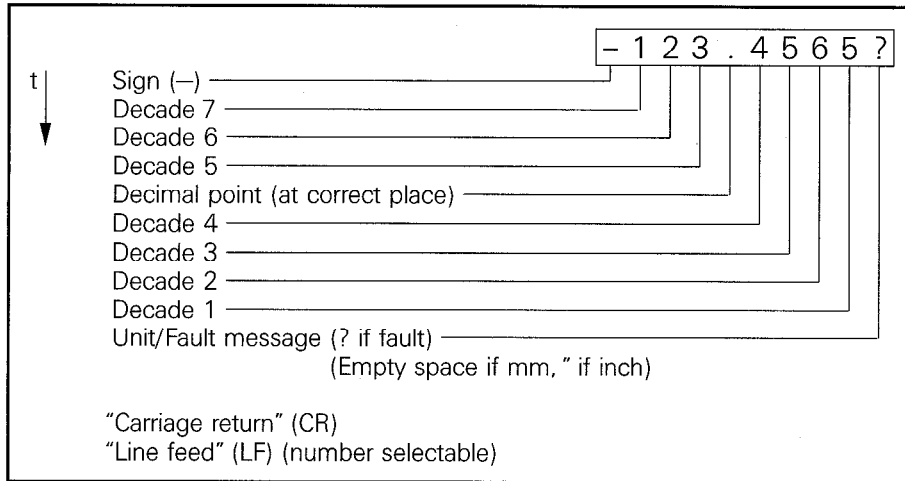 – 1 2 3 . 4 5 6 5 ?
t
Sign (–)
Decade 7
Decade 6
Decade 5
Decimal point (at correct place)
Decade 4
Decade 3
Decade 2
Decade 1
Unit/Fault message (? if fault)
(Empty space if mm, " if inch)
"Carriage return" (CR)
"Line feed" (LF) (number selectable)